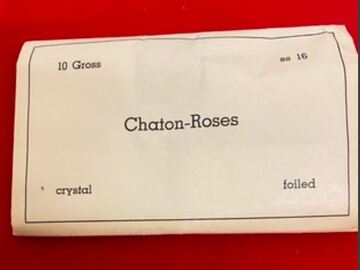 10 Gross ss 16
Chaton-Roses
crystal foiled